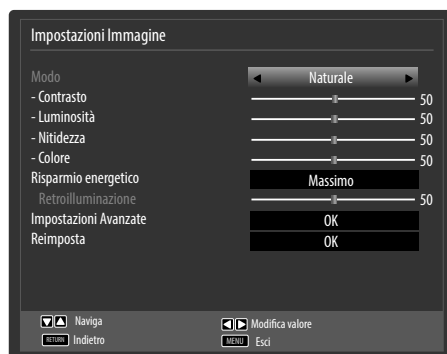 Impostazioni Immagine
Modo Naturale
- Contrasto 50
- Luminosità 50
- Nitidezza 50
- Colore 50
Risparmio energetico Massimo
Retroilluminazione 50
Impostazioni Avanzate OK
Reimposta OK
Naviga Modifica valore
RETURN Indietro MENU Esci